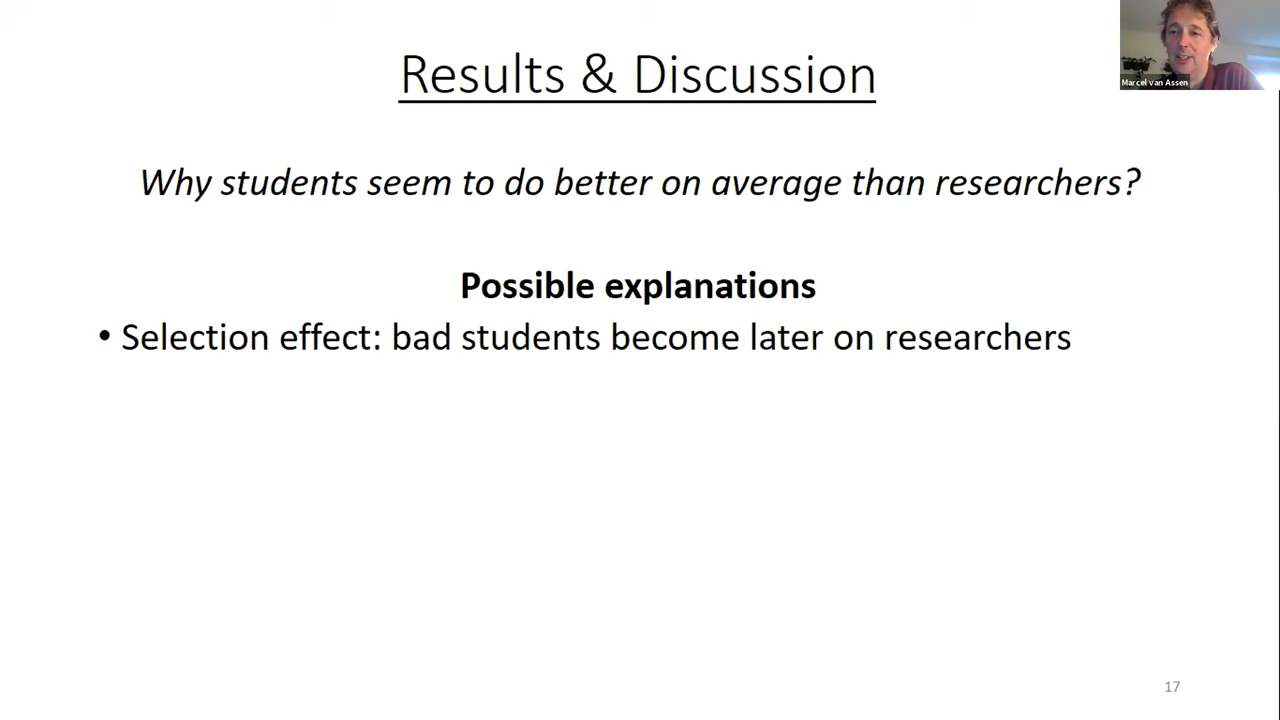 Results & Discussion
Marcel van Assen
Why students seem to do better on average than researchers?
Possible explanations
• Selection effect: bad students become later on researchers
17